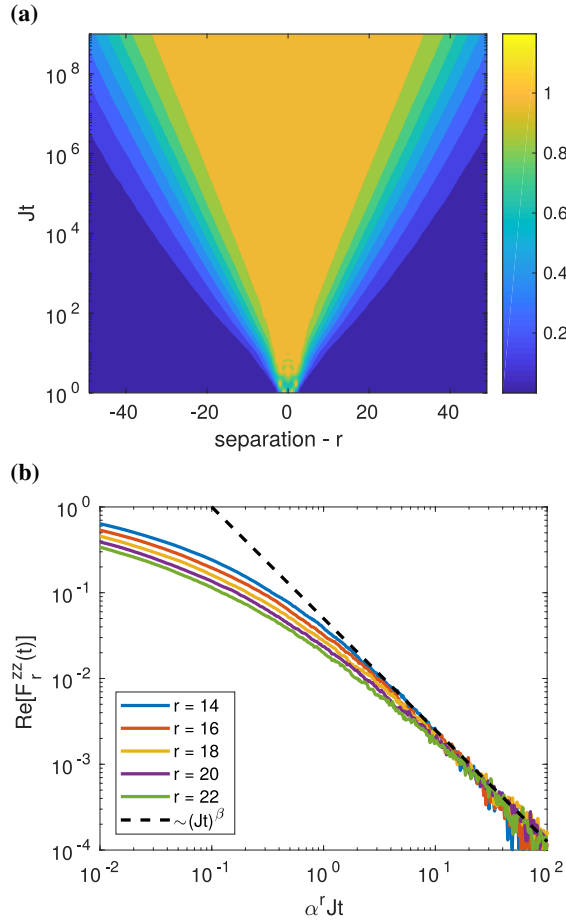 (a)
10^8
10^6
10^4
10^2
10^0
Jt
-40 -20 0 20 40
separation - r
1
0.8
0.6
0.4
0.2
(b)
10^0
10^-1
10^-2
10^-3
10^-4
Re[F_r^zz(t)]
r = 14
r = 16
r = 18
r = 20
r = 22
~(Jt)^β
10^-2 10^-1 10^0 10^1 10^2
α^r Jt